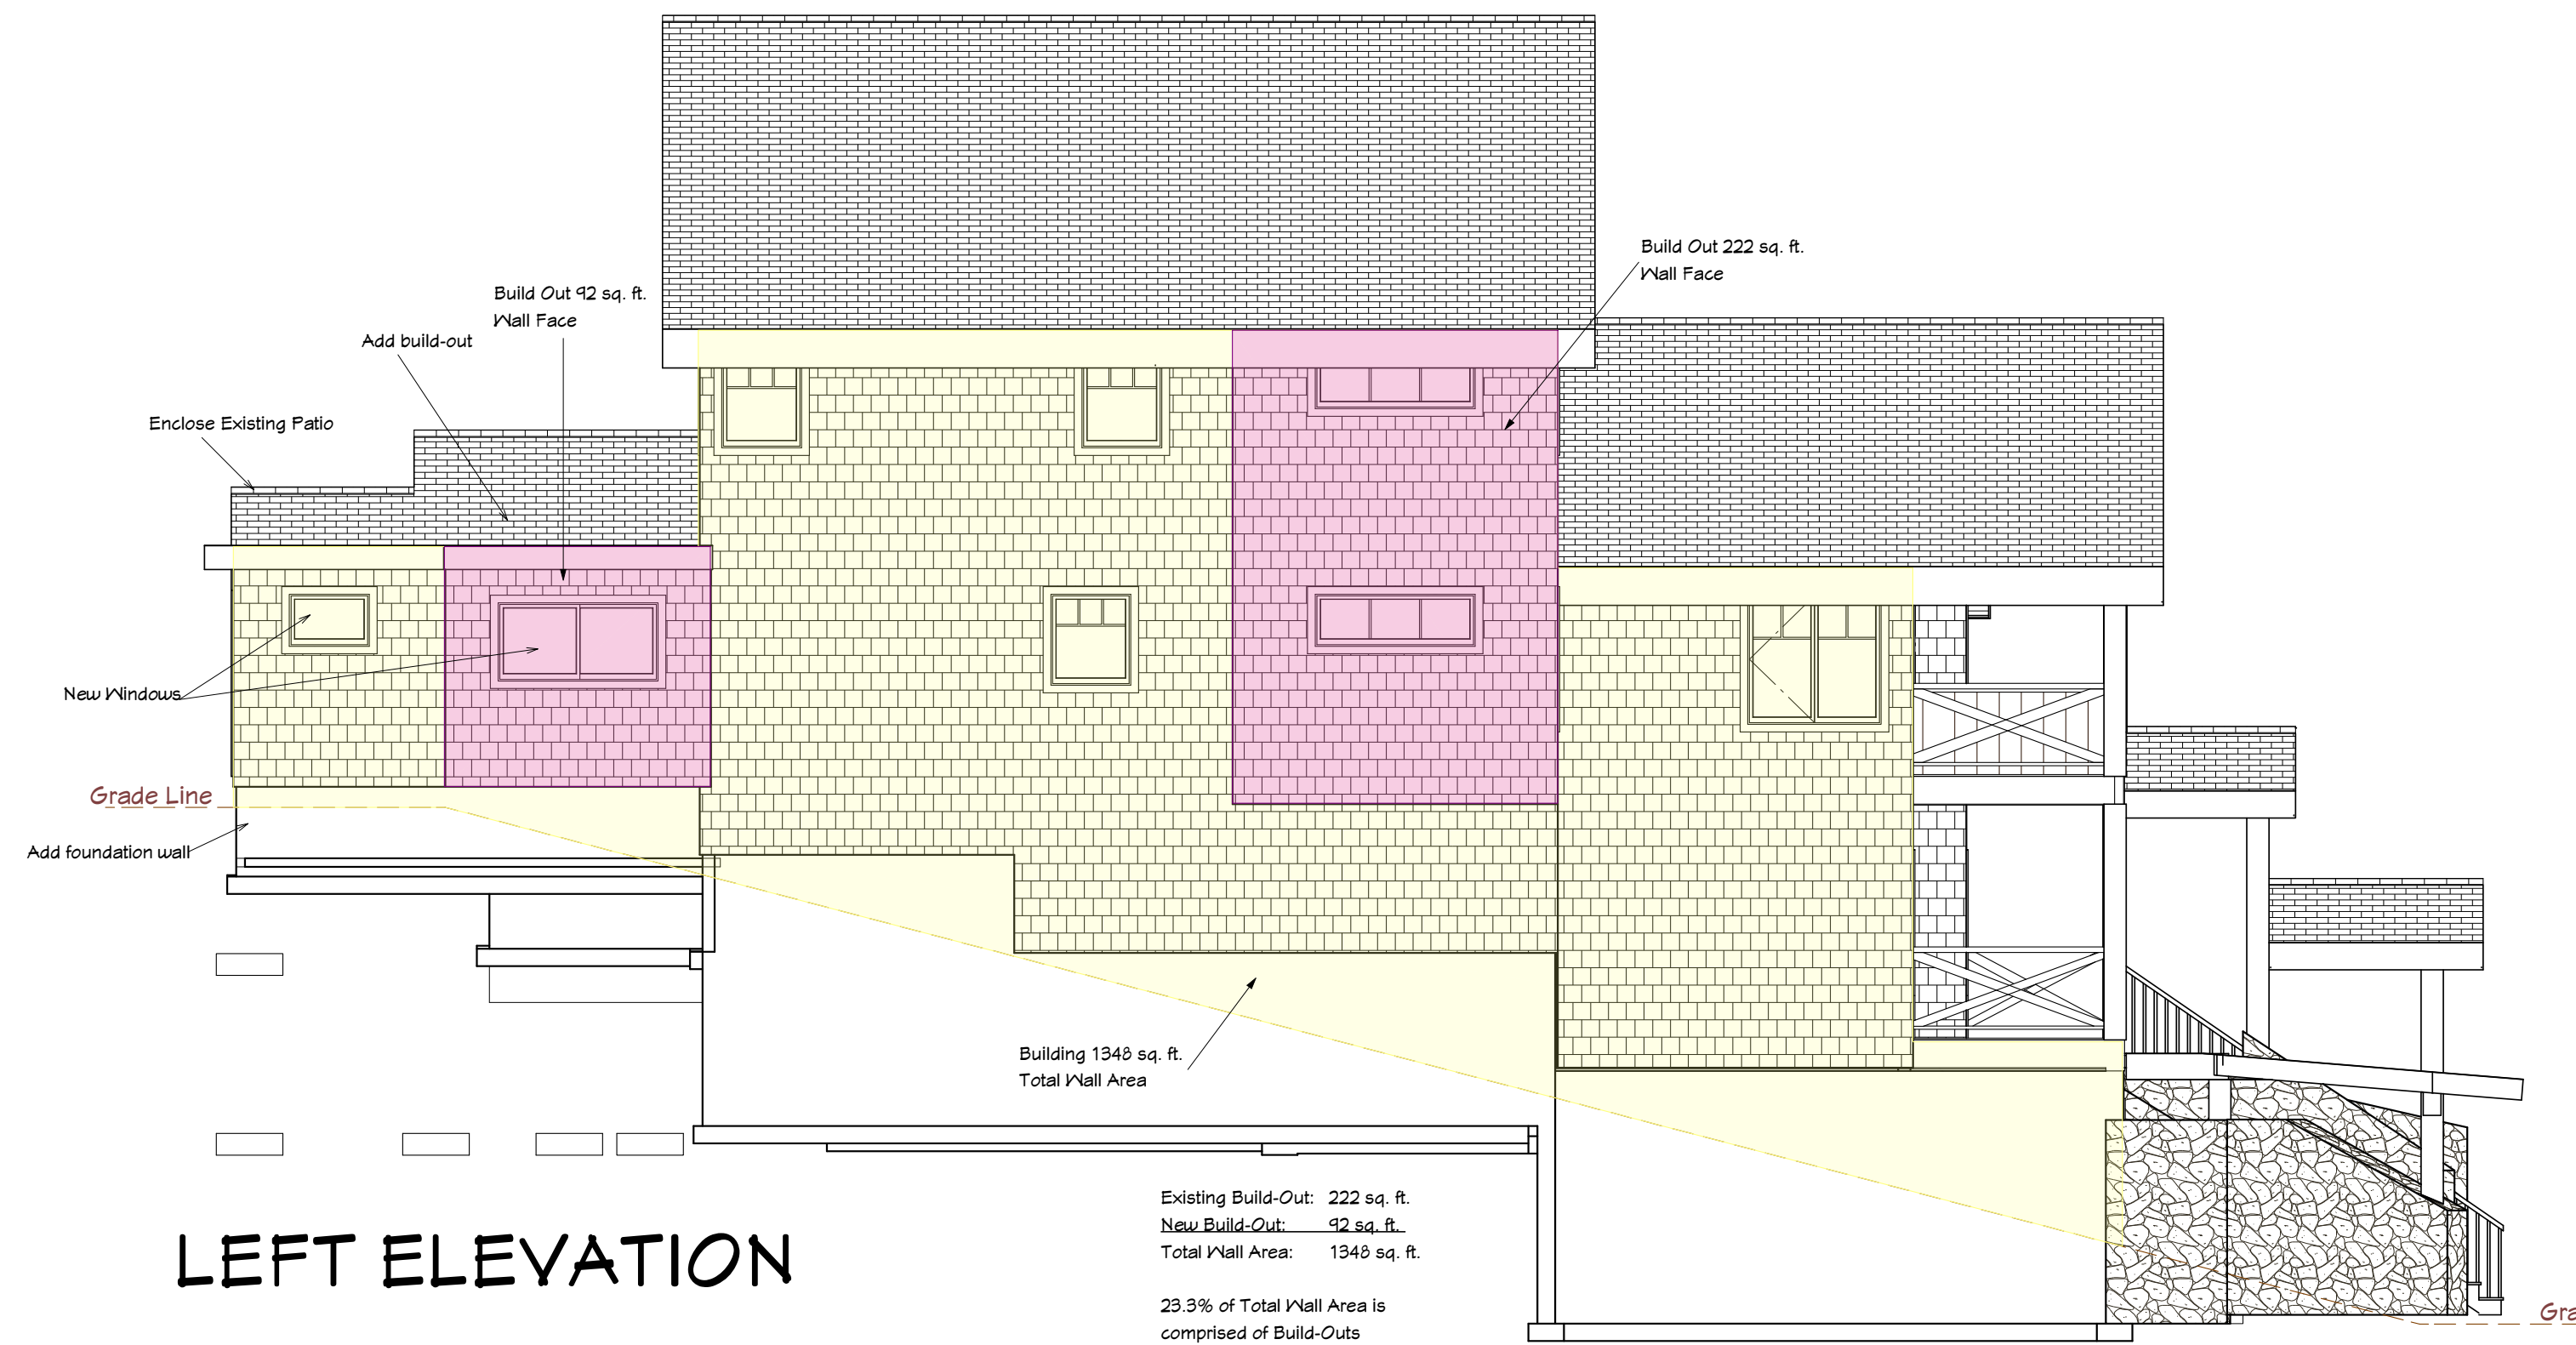 Build Out 222 sq. ft.
Wall Face
Build Out 92 sq. ft.
Wall Face
Add build-out
Enclose Existing Patio
New Windows
Grade Line
Add foundation wall
Building 1348 sq. ft.
Total Wall Area
Existing Build-Out: 222 sq. ft.
New Build-Out: 92 sq. ft.
Total Wall Area: 1348 sq. ft.
23.3% of Total Wall Area is
comprised of Build-Outs
LEFT ELEVATION